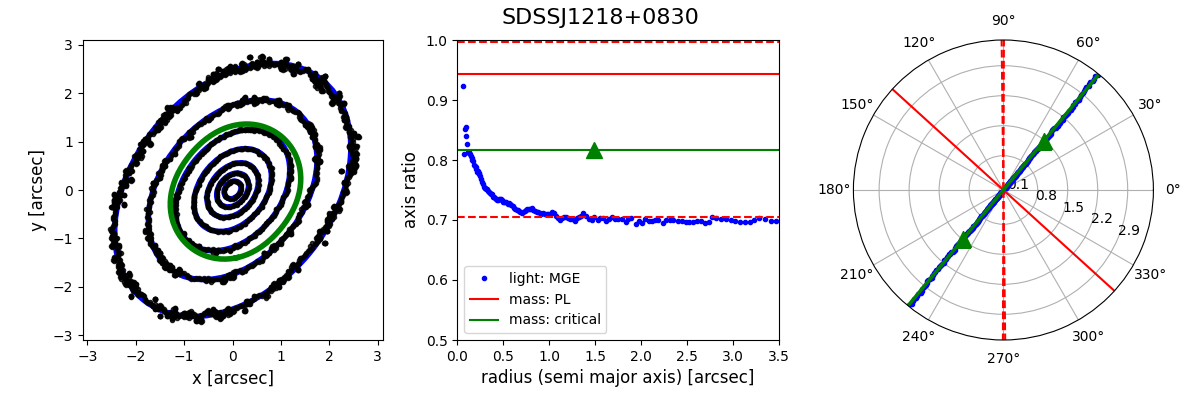 SDSSJ1218+0830
3
2
1
0
−1
−2
−3
y [arcsec]
−3 −2 −1 0 1 2 3
x [arcsec]
1.0
0.9
0.8
0.7
0.6
0.5
axis ratio
light: MGE
mass: PL
mass: critical
0.0 0.5 1.0 1.5 2.0 2.5 3.0 3.5
radius (semi major axis) [arcsec]
90°
120° 60°
150° 30°
180° 0°
0.1 0.8 1.5 2.2 2.9
210° 330°
240° 300°
270°